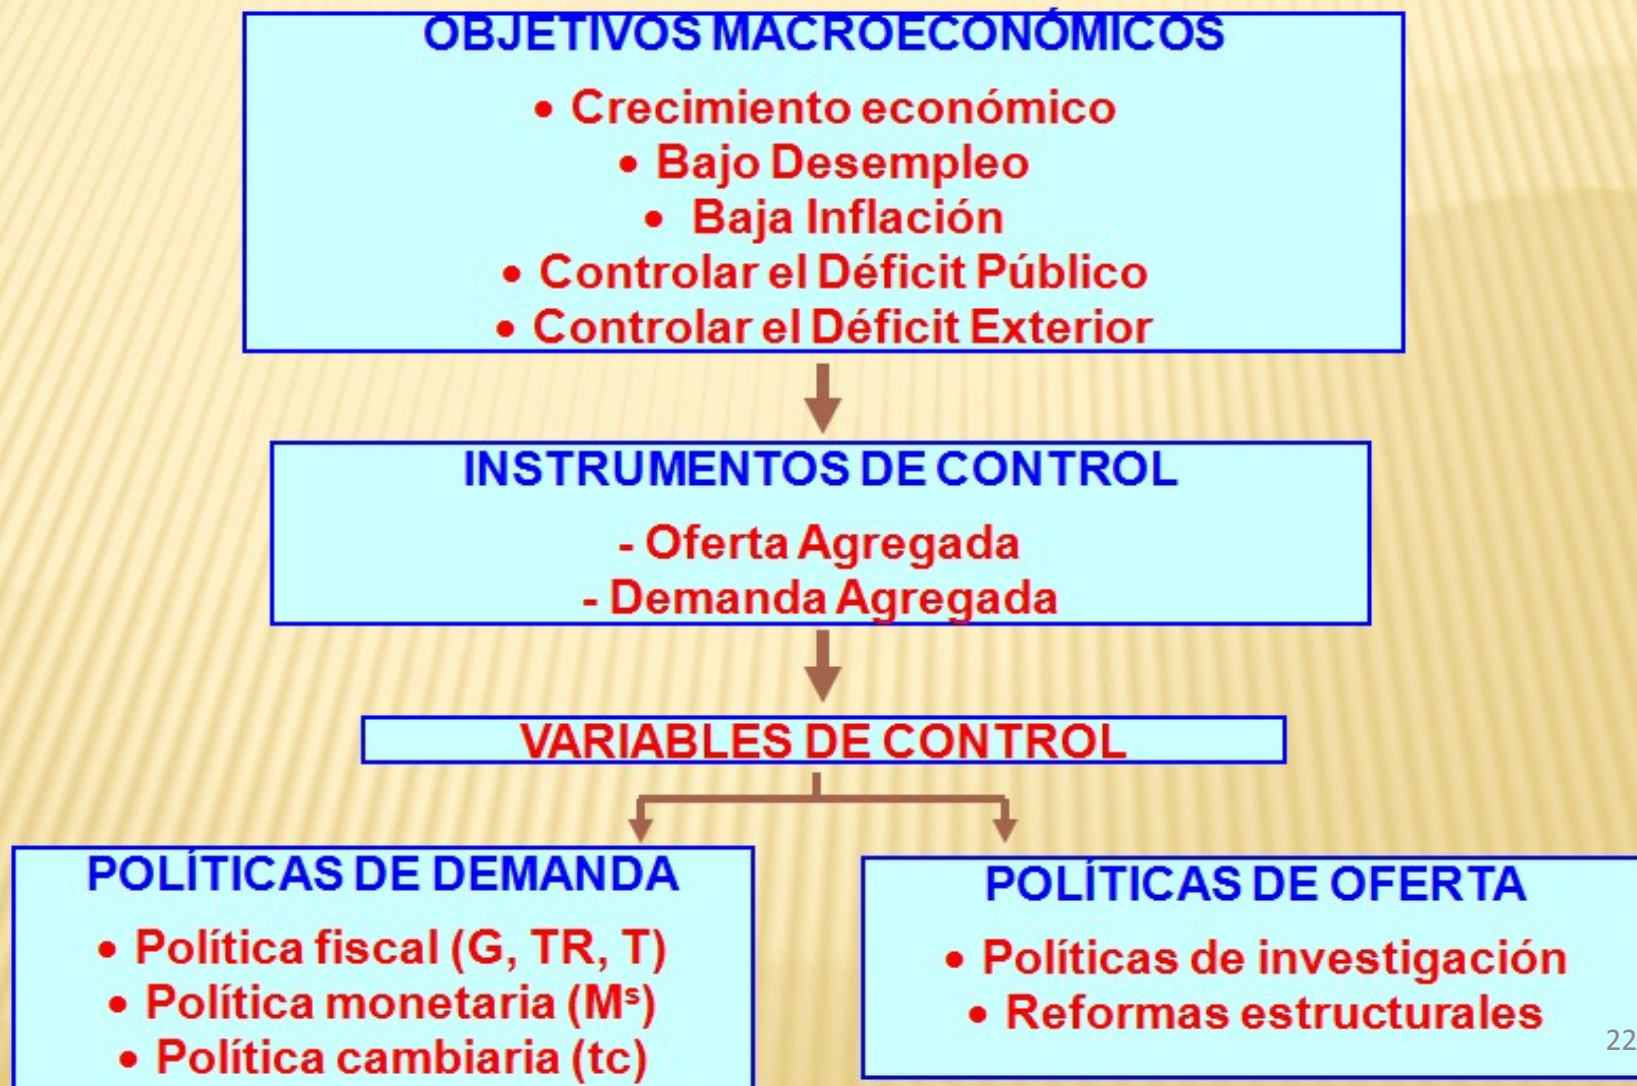 OBJETIVOS MACROECONÓMICOS
• Crecimiento económico
• Bajo Desempleo
• Baja Inflación
• Controlar el Déficit Público
• Controlar el Déficit Exterior
INSTRUMENTOS DE CONTROL
- Oferta Agregada
- Demanda Agregada
VARIABLES DE CONTROL
POLÍTICAS DE DEMANDA
• Política fiscal (G, TR, T)
• Política monetaria (Mˢ)
• Política cambiaria (tc)
POLÍTICAS DE OFERTA
• Políticas de investigación
• Reformas estructurales
22